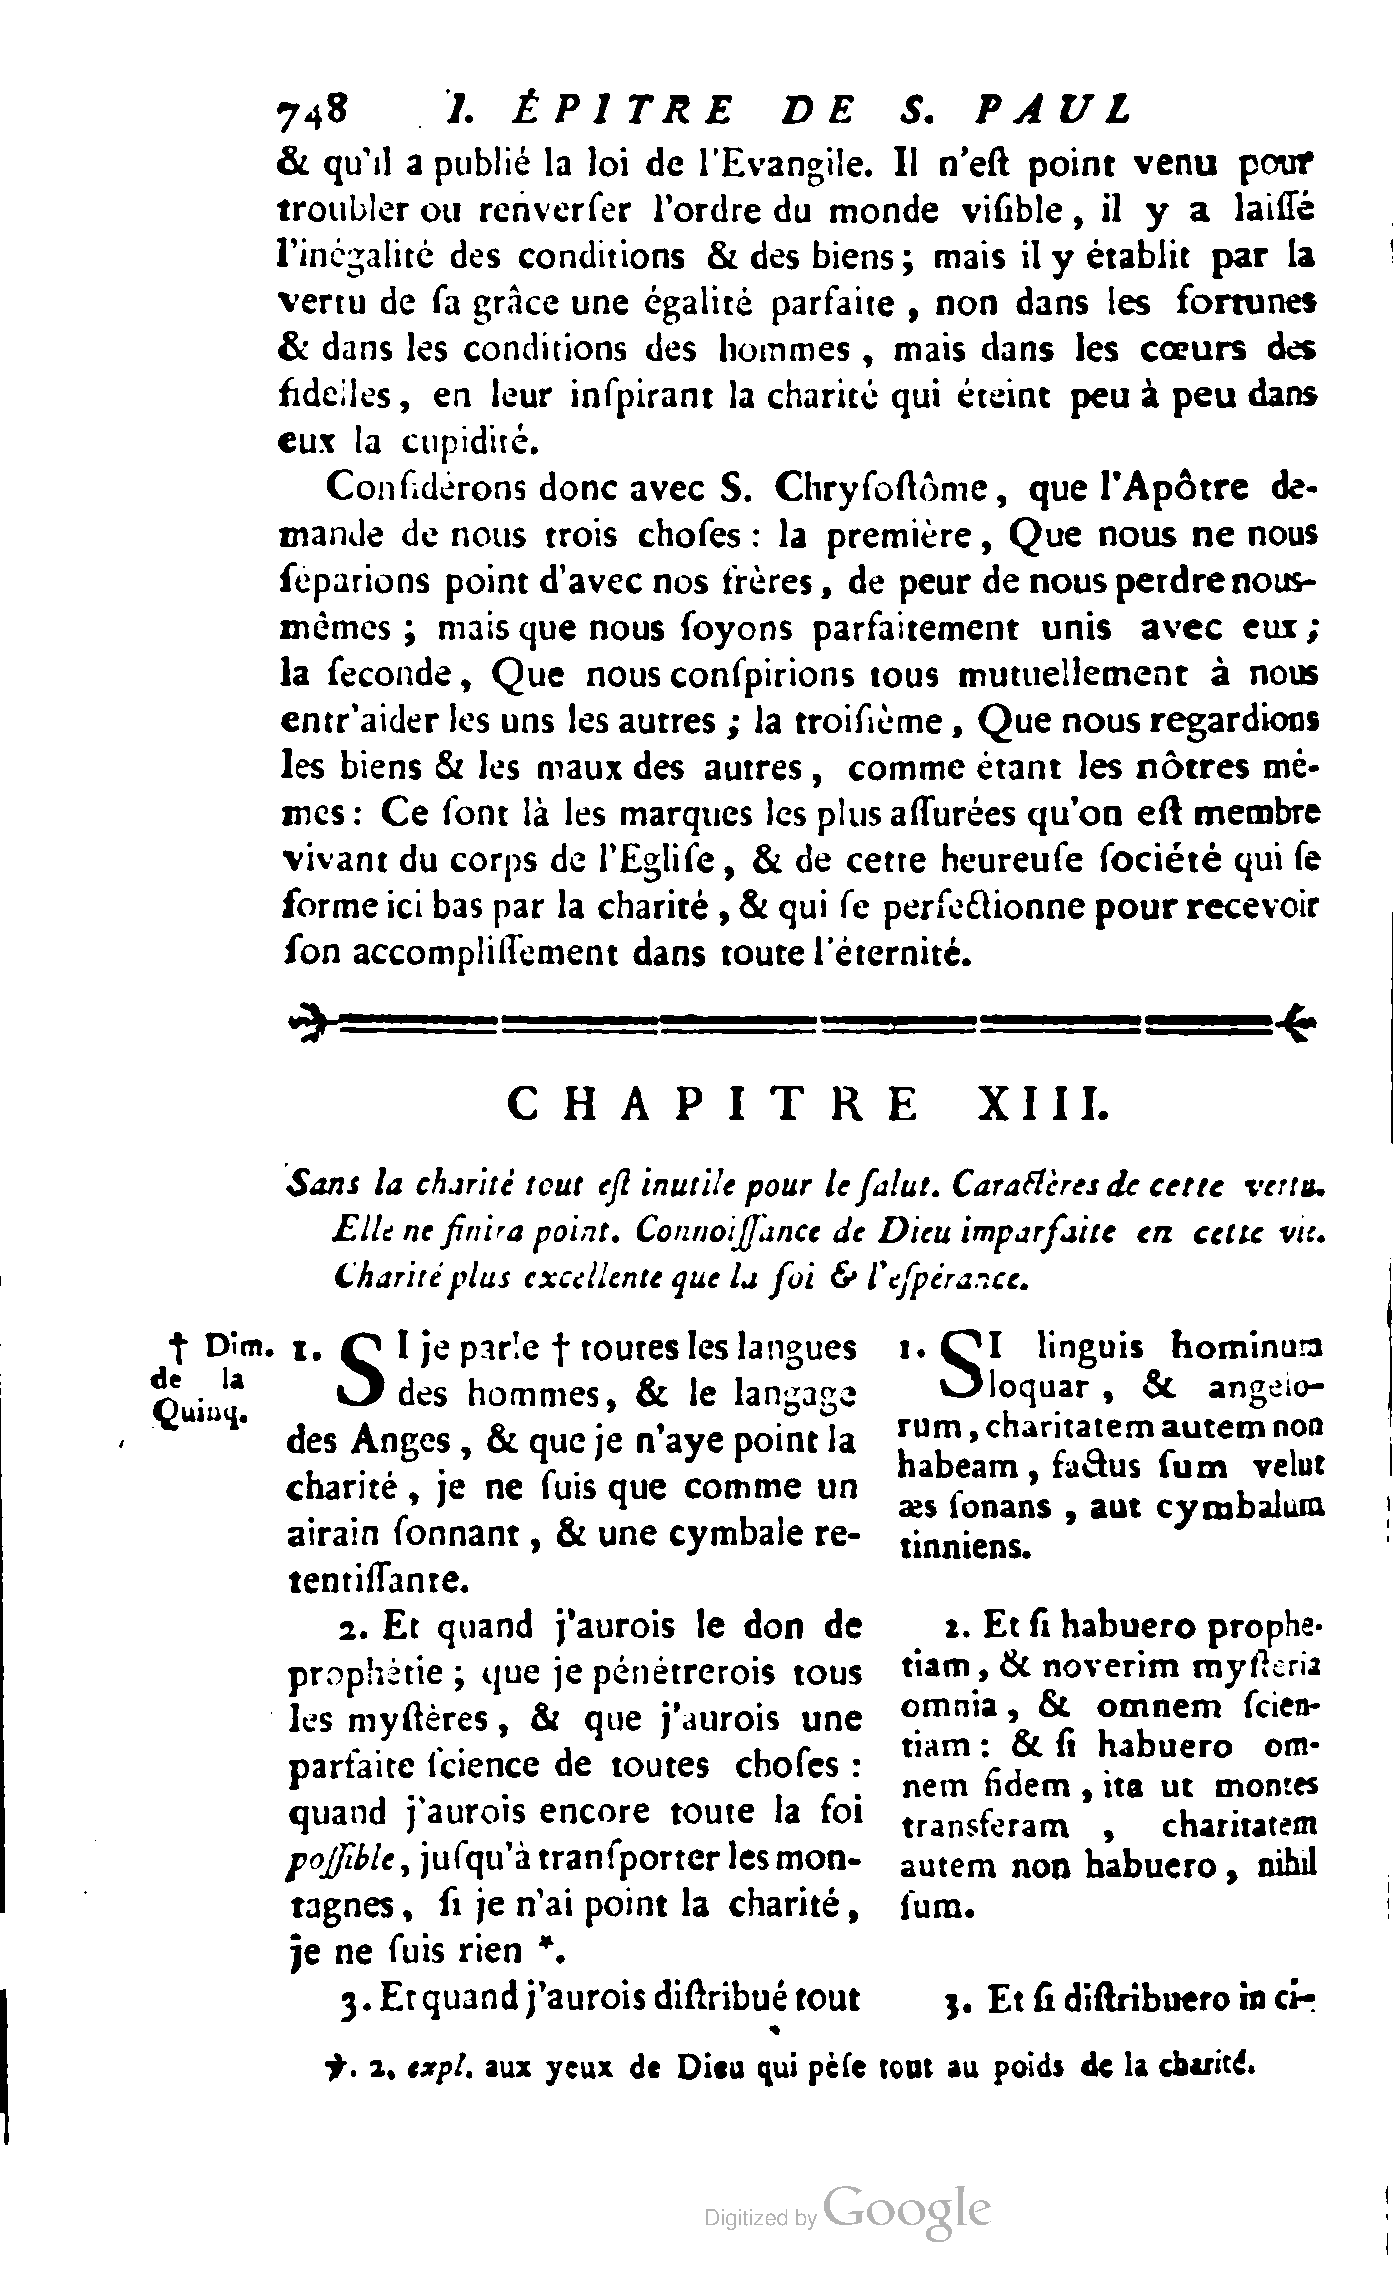 748 I. ÉPITRE DE S. PAUL
& qu'il a publié la loi de l'Evangile. Il n'eſt point venu pour
troubler ou renverſer l'ordre du monde viſible, il y a laiſſé
l'inégalité des conditions & des biens; mais il y établit par la
vertu de ſa grâce une égalité parfaite, non dans les fortunes
& dans les conditions des hommes, mais dans les cœurs des
fidelles, en leur inſpirant la charité qui éteint peu à peu dans
eux la cupidité.
Conſidérons donc avec S. Chryſoſtôme, que l'Apôtre de-
mande de nous trois choſes: la première, Que nous ne nous
ſéparions point d'avec nos frères, de peur de nous perdre nous-
mêmes; mais que nous ſoyons parfaitement unis avec eux;
la ſeconde, Que nous conſpirions tous mutuellement à nous
entr'aider les uns les autres; la troiſième, Que nous regardions
les biens & les maux des autres, comme étant les nôtres mê-
mes: Ce ſont là les marques les plus aſſurées qu'on eſt membre
vivant du corps de l'Egliſe, & de cette heureuſe ſociété qui ſe
forme ici bas par la charité, & qui ſe perfectionne pour recevoir
ſon accompliſſement dans toute l'éternité.
CHAPITRE XIII.
Sans la charité tout eſt inutile pour le ſalut. Caractères de cette vertu.
Elle ne finira point. Connoiſſance de Dieu imparfaite en cette vie.
Charité plus excellente que la foi & l'eſpérance.
† Dim.
de la
Quinq.
1. SI je parle † toutes les langues
des hommes, & le langage
des Anges, & que je n'aye point la
charité, je ne ſuis que comme un
airain ſonnant, & une cymbale re-
tentiſſante.
2. Et quand j'aurois le don de
prophétie; que je pénétrerois tous
les myſtères, & que j'aurois une
parfaite ſcience de toutes choſes:
quand j'aurois encore toute la foi
poſſible, juſqu'à tranſporter les mon-
tagnes, ſi je n'ai point la charité,
je ne ſuis rien *.
3. Et quand j'aurois diſtribué tout
1. SI linguis hominum
loquar, & angelo-
rum, charitatem autem non
habeam, factus ſum velut
æs ſonans, aut cymbalum
tinniens.
2. Et ſi habuero prophe-
tiam, & noverim myſteria
omnia, & omnem ſcien-
tiam: & ſi habuero om-
nem fidem, ita ut montes
transferam, charitatem
autem non habuero, nihil
ſum.
3. Et ſi diſtribuero in ci-
℣. 2. expl. aux yeux de Dieu qui pèſe tout au poids de la charité.
Digitized by Google